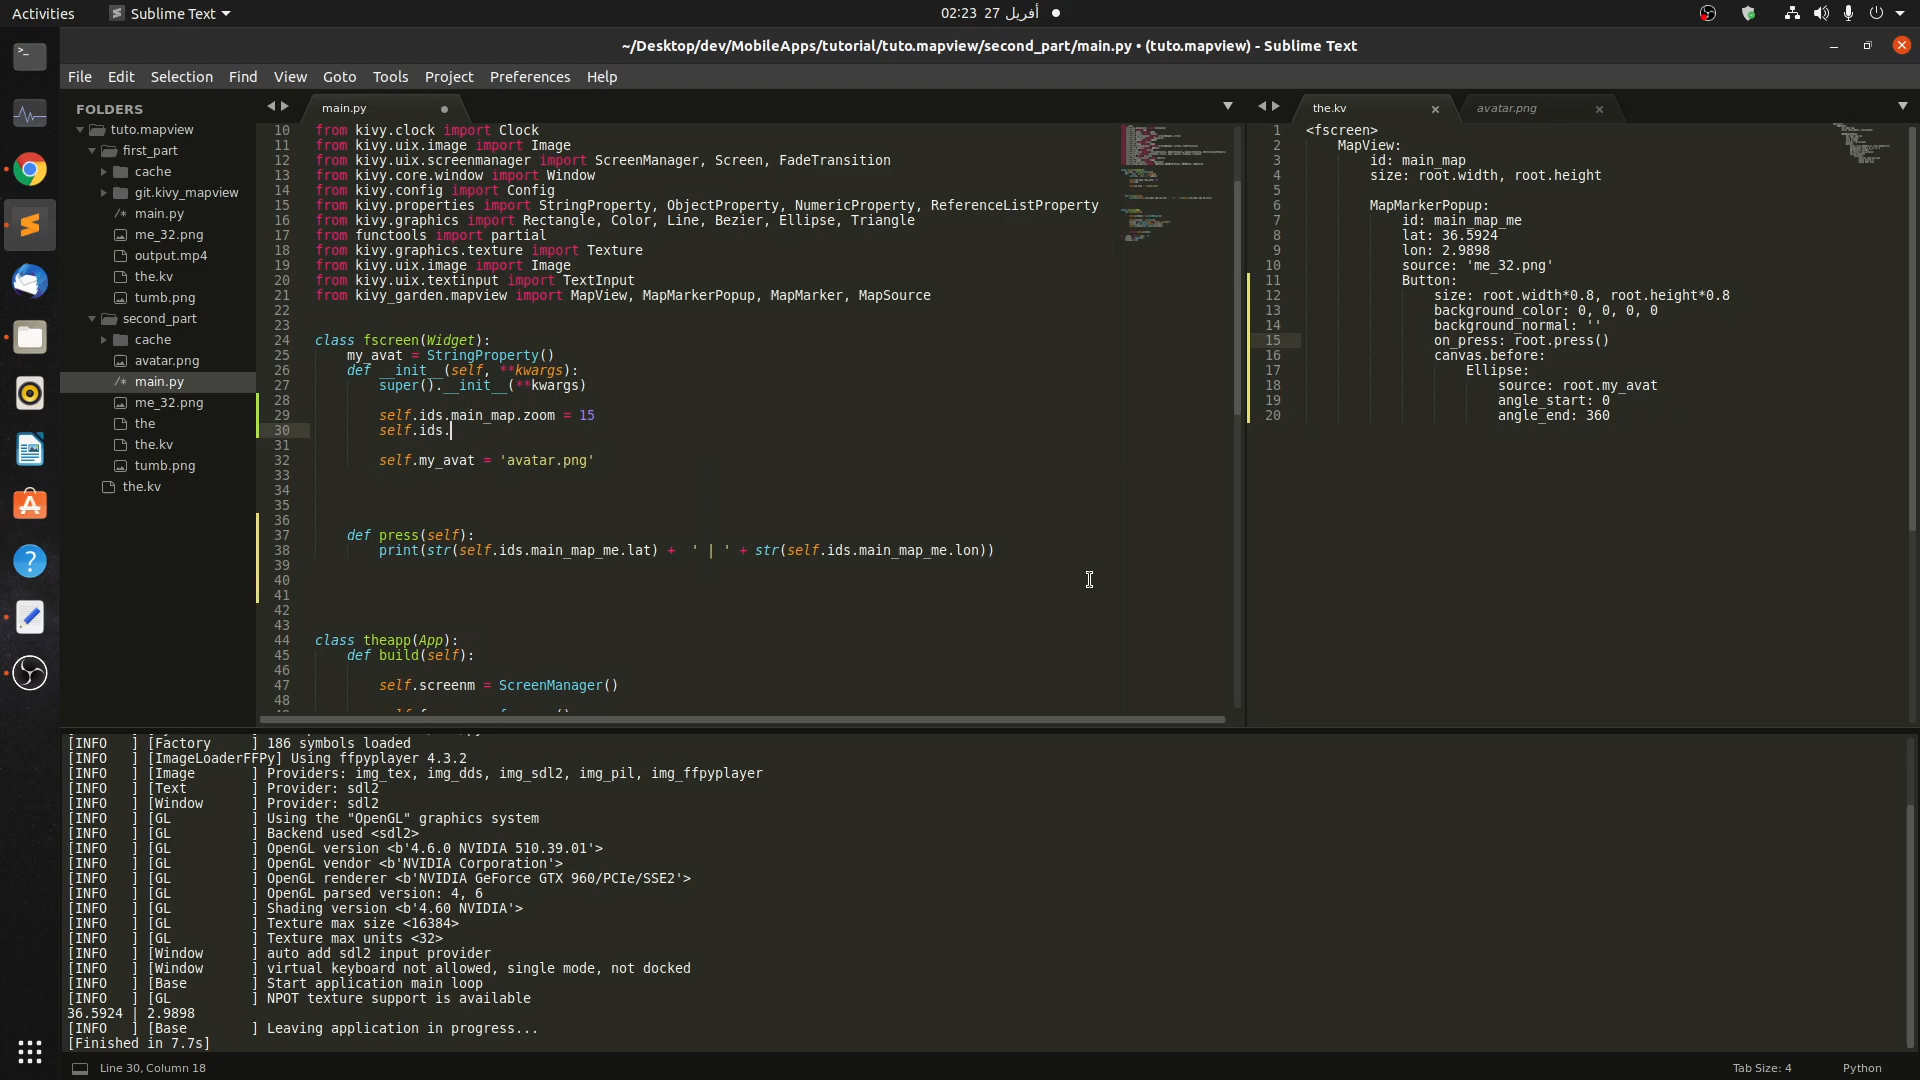 Activities
Sublime Text
02:23 27 أفريل
~/Desktop/dev/MobileApps/tutorial/tuto.mapview/second_part/main.py • (tuto.mapview) - Sublime Text
File Edit Selection Find View Goto Tools Project Preferences Help
FOLDERS
tuto.mapview
first_part
cache
git.kivy_mapview
main.py
me_32.png
output.mp4
the.kv
tumb.png
second_part
cache
avatar.png
main.py
me_32.png
the
the.kv
tumb.png
the.kv
main.py
10 from kivy.clock import Clock
11 from kivy.uix.image import Image
12 from kivy.uix.screenmanager import ScreenManager, Screen, FadeTransition
13 from kivy.core.window import Window
14 from kivy.config import Config
15 from kivy.properties import StringProperty, ObjectProperty, NumericProperty, ReferenceListProperty
16 from kivy.graphics import Rectangle, Color, Line, Bezier, Ellipse, Triangle
17 from functools import partial
18 from kivy.graphics.texture import Texture
19 from kivy.uix.image import Image
20 from kivy.uix.textinput import TextInput
21 from kivy_garden.mapview import MapView, MapMarkerPopup, MapMarker, MapSource
22
23
24 class fscreen(Widget):
25 my_avat = StringProperty()
26 def __init__(self, **kwargs):
27 super().__init__(**kwargs)
28
29 self.ids.main_map.zoom = 15
30 self.ids.
31
32 self.my_avat = 'avatar.png'
33
34
35
36
37 def press(self):
38 print(str(self.ids.main_map_me.lat) +  ' | ' + str(self.ids.main_map_me.lon))
39
40
41
42
43
44 class theapp(App):
45 def build(self):
46
47 self.screenm = ScreenManager()
48
the.kv
avatar.png
1 <fscreen>
2 MapView:
3 id: main_map
4 size: root.width, root.height
5
6 MapMarkerPopup:
7 id: main_map_me
8 lat: 36.5924
9 lon: 2.9898
10 source: 'me_32.png'
11 Button:
12 size: root.width*0.8, root.height*0.8
13 background_color: 0, 0, 0, 0
14 background_normal: ''
15 on_press: root.press()
16 canvas.before:
17 Ellipse:
18 source: root.my_avat
19 angle_start: 0
20 angle_end: 360
[INFO   ] [Factory     ] 186 symbols loaded
[INFO   ] [ImageLoaderFFPy] Using ffpyplayer 4.3.2
[INFO   ] [Image       ] Providers: img_tex, img_dds, img_sdl2, img_pil, img_ffpyplayer
[INFO   ] [Text        ] Provider: sdl2
[INFO   ] [Window      ] Provider: sdl2
[INFO   ] [GL          ] Using the "OpenGL" graphics system
[INFO   ] [GL          ] Backend used <sdl2>
[INFO   ] [GL          ] OpenGL version <b'4.6.0 NVIDIA 510.39.01'>
[INFO   ] [GL          ] OpenGL vendor <b'NVIDIA Corporation'>
[INFO   ] [GL          ] OpenGL renderer <b'NVIDIA GeForce GTX 960/PCIe/SSE2'>
[INFO   ] [GL          ] OpenGL parsed version: 4, 6
[INFO   ] [GL          ] Shading version <b'4.60 NVIDIA'>
[INFO   ] [GL          ] Texture max size <16384>
[INFO   ] [GL          ] Texture max units <32>
[INFO   ] [Window      ] auto add sdl2 input provider
[INFO   ] [Window      ] virtual keyboard not allowed, single mode, not docked
[INFO   ] [Base        ] Start application main loop
[INFO   ] [GL          ] NPOT texture support is available
36.5924 | 2.9898
[INFO   ] [Base        ] Leaving application in progress...
[Finished in 7.7s]
Line 30, Column 18
Tab Size: 4
Python